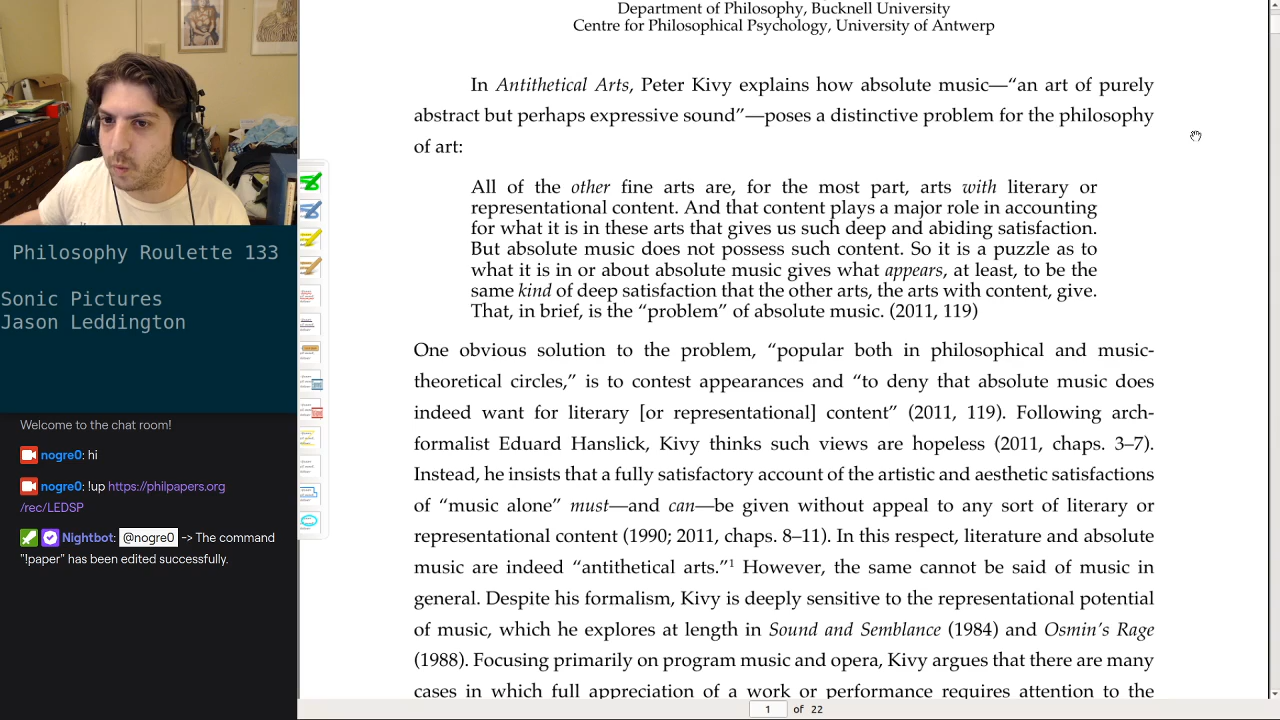 Department of Philosophy, Bucknell University
Centre for Philosophical Psychology, University of Antwerp
In Antithetical Arts, Peter Kivy explains how absolute music—“an art of purely
abstract but perhaps expressive sound”—poses a distinctive problem for the philosophy
of art:
All of the other fine arts are, for the most part, arts with literary or
representational content. And that content plays a major role in accounting
for what it is in these arts that gives us such deep and abiding satisfaction.
But absolute music does not possess such content. So it is a puzzle as to
what it is that about absolute music gives what appears, at least, to be the
same kind of deep satisfaction that the other arts, those with content, give.
That, in brief, is the “problem” of absolute music. (2011, 119)
One obvious solution to the problem, “popular both in philosophical and music-
theoretical circles, is to contest appearances and “to deny that absolute music does
indeed want for literary [or representational] content” (2011, 119). Following arch-
formalist Eduard Hanslick, Kivy thinks such views are hopeless (2011, chaps. 3–7).
Instead, he insists that a fully satisfying account of the appeal and artistic satisfactions
of “music alone” must—and can—be given without appeal to any sort of literary or
representational content (1990; 2011, chaps. 8–11). In this respect, literature and absolute
music are indeed “antithetical arts.”1 However, the same cannot be said of music in
general. Despite his formalism, Kivy is deeply sensitive to the representational potential
of music, which he explores at length in Sound and Semblance (1984) and Osmin’s Rage
(1988). Focusing primarily on program music and opera, Kivy argues that there are many
cases in which full appreciation of a work or performance requires attention to the
1 of 22
Philosophy Roulette 133
Sonic Pictures
Jason Leddington
Welcome to the chat room!
nogre0: hi
nogre0: !up https://philpapers.org
/rec/LEDSP
Nightbot: @nogre0 -> The command
"!paper" has been edited successfully.